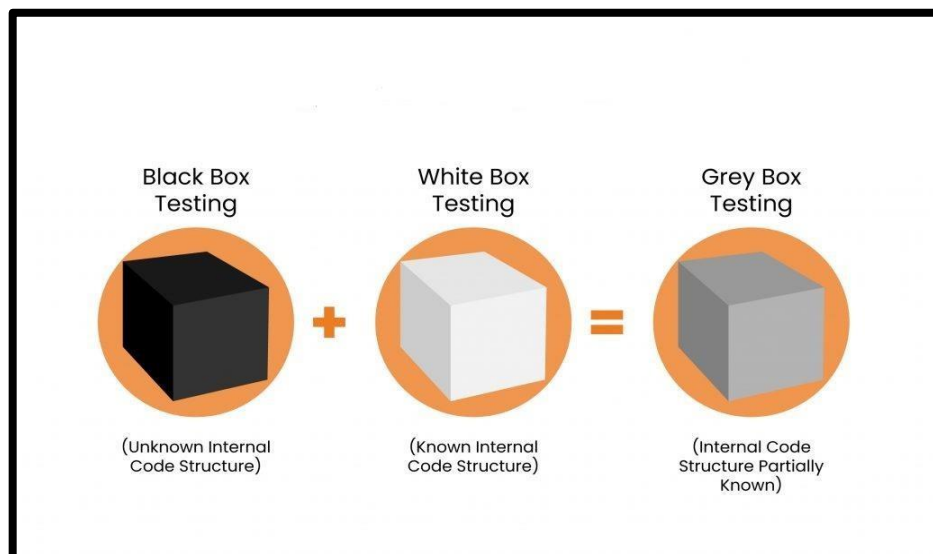 Black Box
Testing
White Box
Testing
Grey Box
Testing
(Unknown Internal
Code Structure)
(Known Internal
Code Structure)
(Internal Code
Structure Partially
Known)